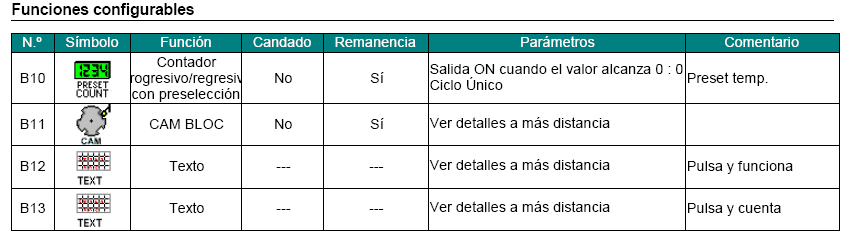 Funciones configurables
N.º Símbolo Función Candado Remanencia Parámetros Comentario
B10 1234 PRESET COUNT Contador rogresivo/regresiv con preselección No Sí Salida ON cuando el valor alcanza 0 : 0 Ciclo Único Preset temp.
B11 CAM CAM BLOC No Sí Ver detalles a más distancia
B12 TEXT Texto --- --- Ver detalles a más distancia Pulsa y funciona
B13 TEXT Texto --- --- Ver detalles a más distancia Pulsa y cuenta